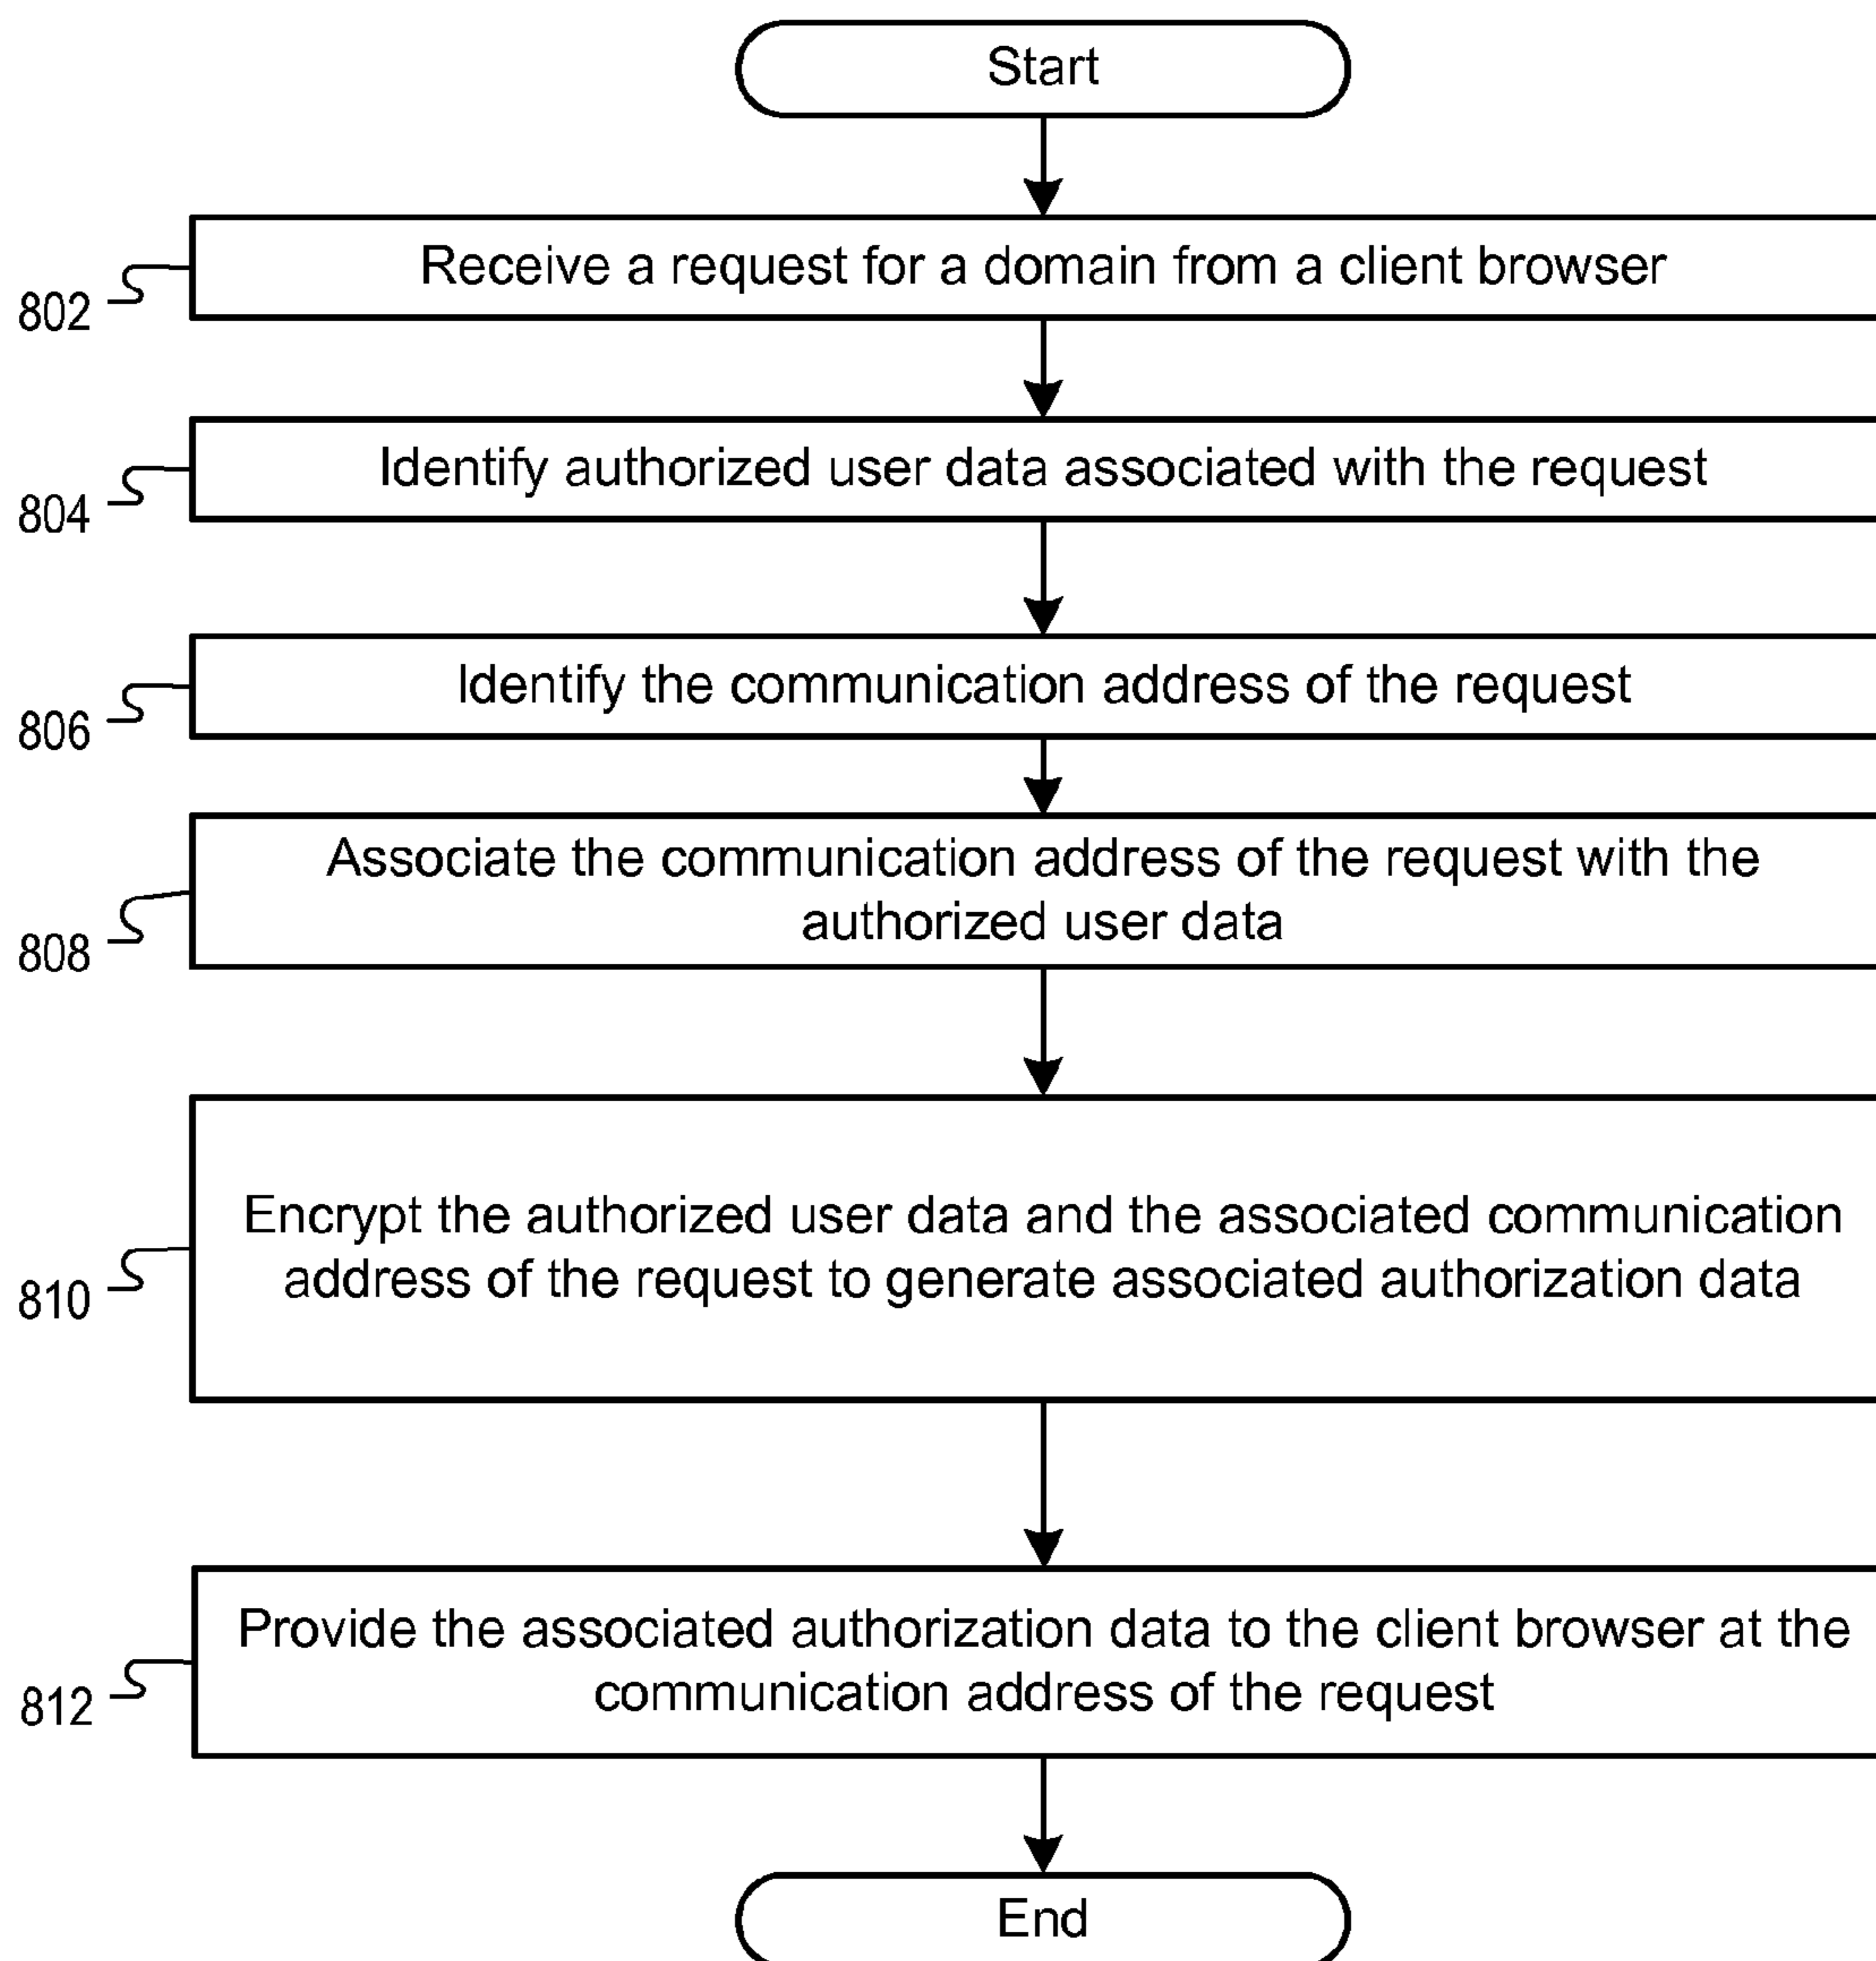 Start
Receive a request for a domain from a client browser
802
Identify authorized user data associated with the request
804
Identify the communication address of the request
806
Associate the communication address of the request with the
authorized user data
808
Encrypt the authorized user data and the associated communication
address of the request to generate associated authorization data
810
Provide the associated authorization data to the client browser at the
communication address of the request
812
End